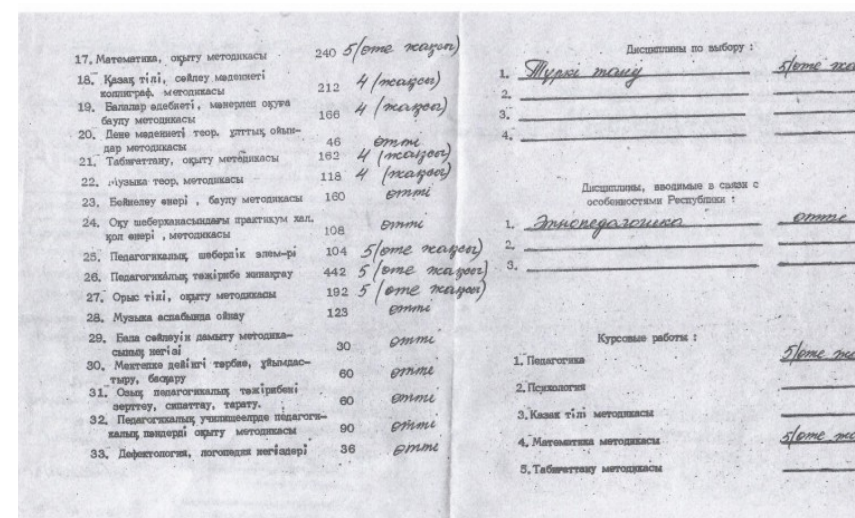 17. Математика, оқыту методикасы 240 5/өте жақсы)
18. Қазақ тілі, сөйлеу мәдениеті
каллиграф. методикасы 212 4 (жақсы)
19. Балалар әдебиеті, мәнерлеп оқуға
баулу методикасы 166 4 (жақсы)
20. Дене мәдениеті теор. ұлттық ойын-
дар методикасы 46 өтті
21. Табиғаттану, оқыту методикасы 162 4 (жақсы)
22. Музыка теор. методикасы 118 4 (жақсы)
23. Бейнелеу өнері , баулу методикасы 160 өтті
24. Оқу шеберханасындағы практикум хал.
қол өнері , методикасы 108 өтті
25. Педагогикалық шеберлік элем-рі 104 5/өте жақсы)
26. Педагогикалық тәжірибе жинақтау 442 5 (өте жақсы)
27. Орыс тілі, оқыту методикасы 192 5 (өте жақсы)
28. Музыка аспабында ойнау 123 өтті
29. Бала сөйлеуін дамыту методика-
сының негізі 30 өтті
30. Мектепке дейінгі тәрбие, ұйымдас-
тыру, басқару 60 өтті
31. Озық педагогикалық тәжірибені
зерттеу, сипаттау, тарату. 60 өтті
32. Педагогикалық училищелерде педагоги-
калық пәндерді оқыту методикасы 90 өтті
33. Дефектология, логопедия негіздері 36 өтті
Дисциплины по выбору :
1. Түркі тану 5/өте
2.
3.
4.
Дисциплины, вводимые в связи с
особенностями Республики :
1. Этнопедагогика өтті
2.
3.
Курсовые работы :
1. Педагогика 5/өте
2. Психология
3. Казак тілі методикасы
4. Математика методикасы 5/өте
5. Табиғаттану методикасы